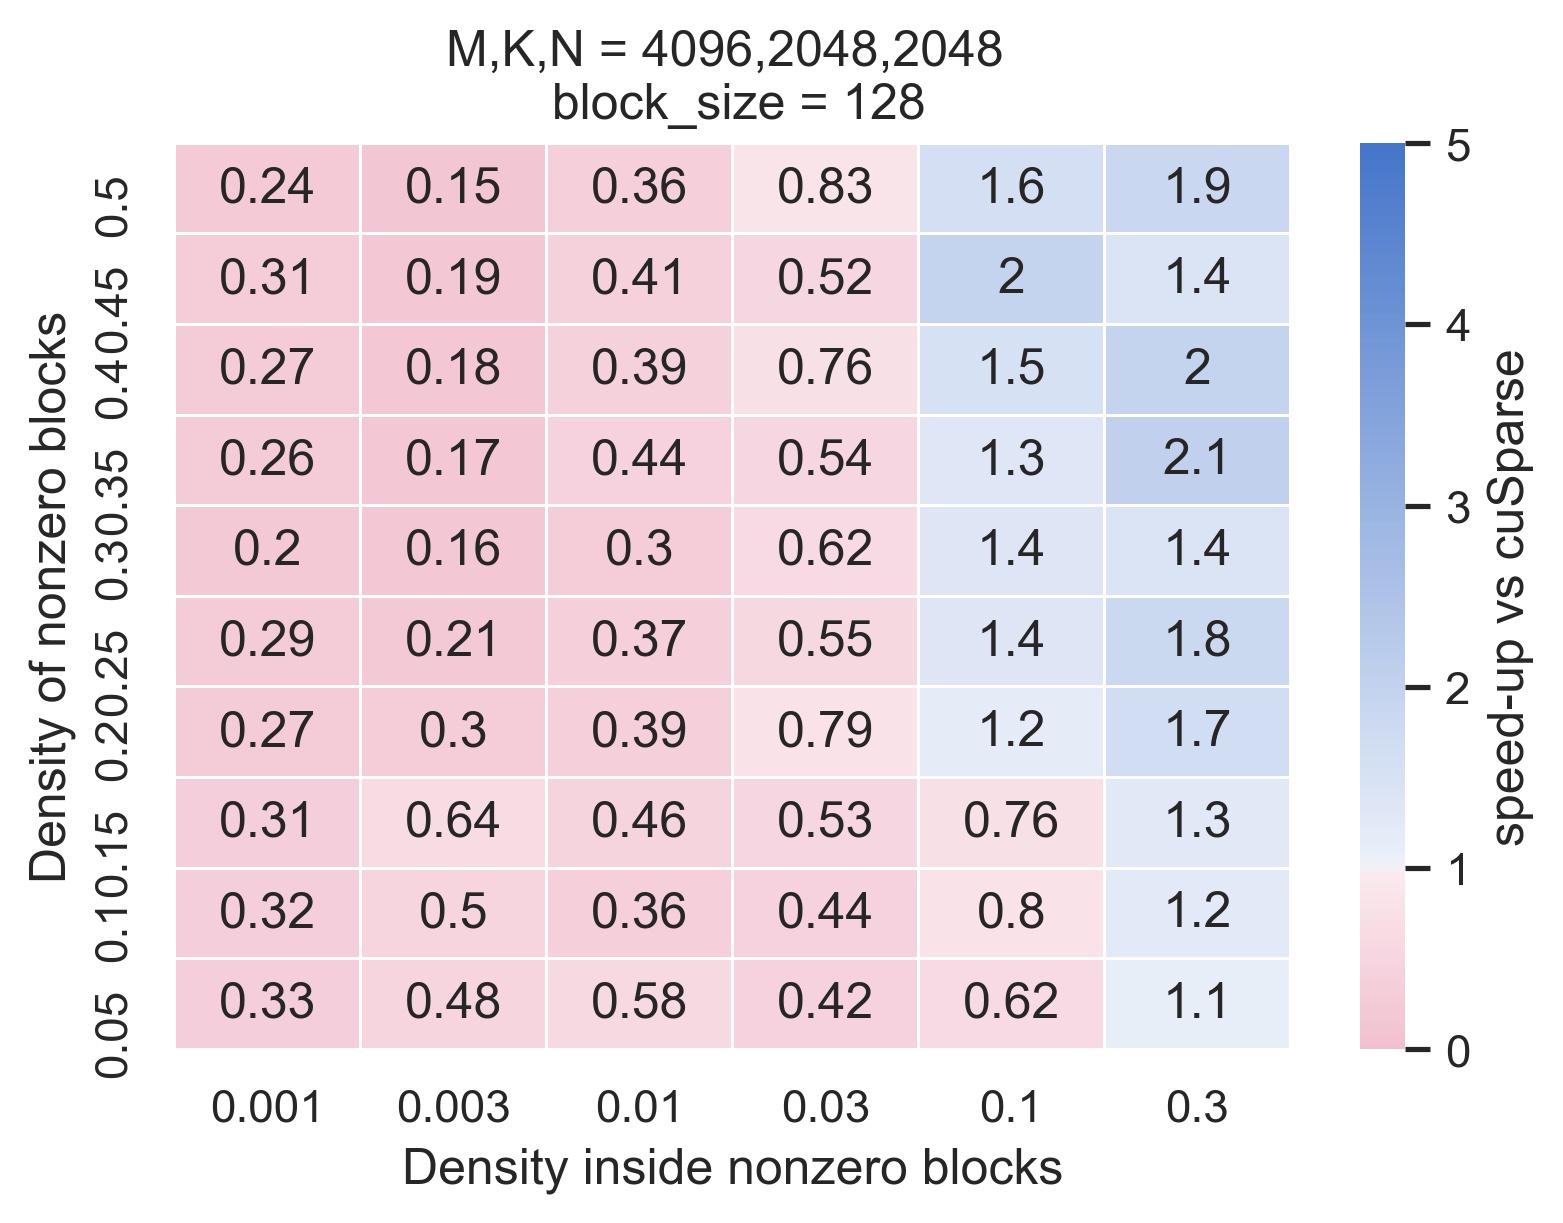 M,K,N = 4096,2048,2048
block_size = 128
Density of nonzero blocks
0.5 0.24 0.15 0.36 0.83 1.6 1.9
0.45 0.31 0.19 0.41 0.52 2 1.4
0.4 0.27 0.18 0.39 0.76 1.5 2
0.35 0.26 0.17 0.44 0.54 1.3 2.1
0.3 0.2 0.16 0.3 0.62 1.4 1.4
0.25 0.29 0.21 0.37 0.55 1.4 1.8
0.2 0.27 0.3 0.39 0.79 1.2 1.7
0.15 0.31 0.64 0.46 0.53 0.76 1.3
0.1 0.32 0.5 0.36 0.44 0.8 1.2
0.05 0.33 0.48 0.58 0.42 0.62 1.1
0.001 0.003 0.01 0.03 0.1 0.3
Density inside nonzero blocks
5
4
3
2
1
0
speed-up vs cuSparse